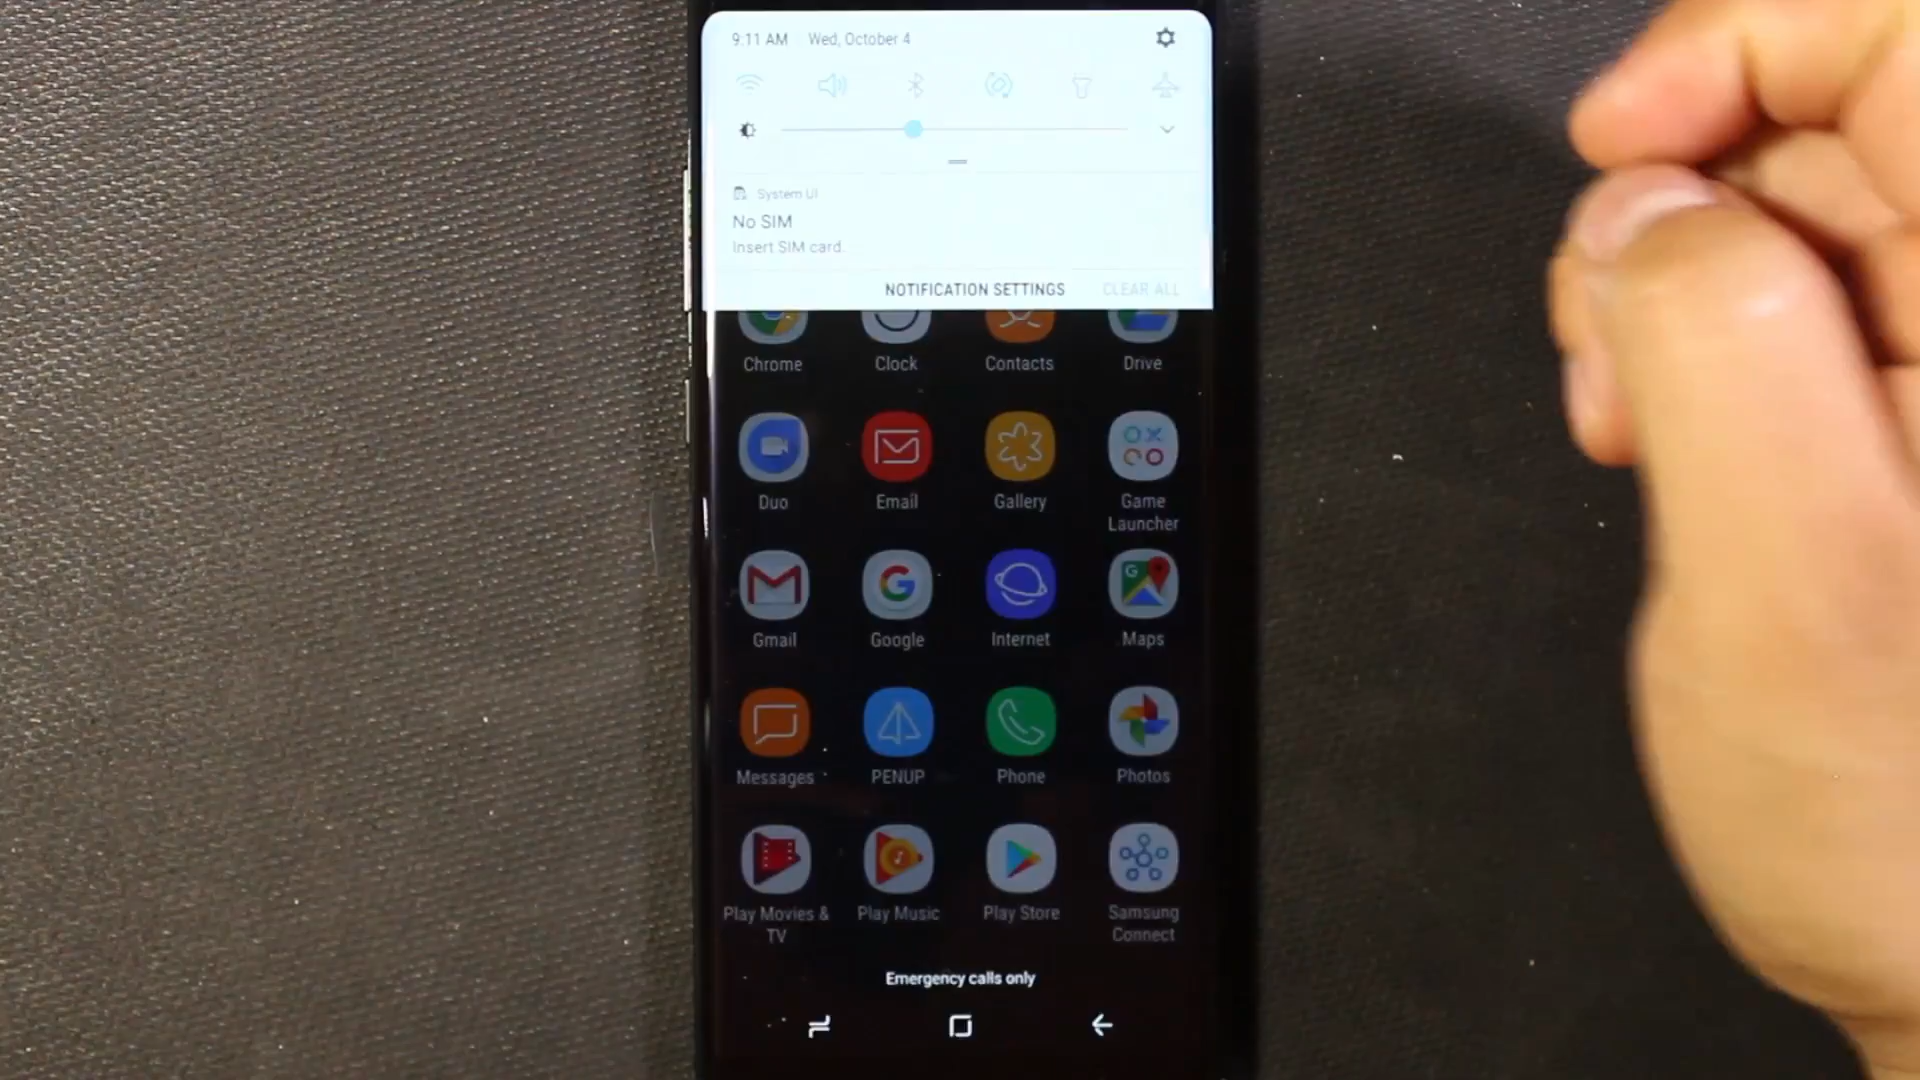 9:11 AM Wed, October 4
System UI
No SIM
Insert SIM card.
NOTIFICATION SETTINGS CLEAR ALL
Chrome Clock Contacts Drive
Duo Email Gallery Game
Launcher
Gmail Google Internet Maps
Messages PENUP Phone Photos
Play Movies & Play Music Play Store Samsung
TV Connect
Emergency calls only